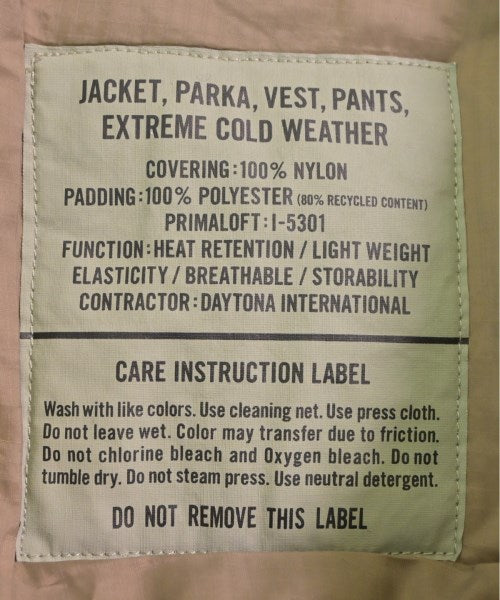 JACKET, PARKA, VEST, PANTS,
EXTREME COLD WEATHER
COVERING:100% NYLON
PADDING:100% POLYESTER (80% RECYCLED CONTENT)
PRIMALOFT:I-5301
FUNCTION:HEAT RETENTION / LIGHT WEIGHT
ELASTICITY / BREATHABLE / STORABILITY
CONTRACTOR:DAYTONA INTERNATIONAL
CARE INSTRUCTION LABEL
Wash with like colors. Use cleaning net. Use press cloth.
Do not leave wet. Color may transfer due to friction.
Do not chlorine bleach and Oxygen bleach. Do not
tumble dry. Do not steam press. Use neutral detergent.
DO NOT REMOVE THIS LABEL